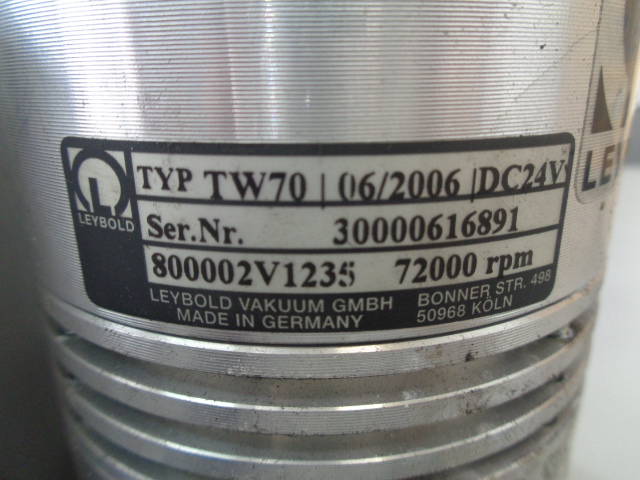 TYP TW70 | 06/2006 | DC24V
LEYBOLD
Ser.Nr. 30000616891
800002V1235 72000 rpm
LEYBOLD VAKUUM GMBH BONNER STR. 498
MADE IN GERMANY 50968 KÖLN
LE